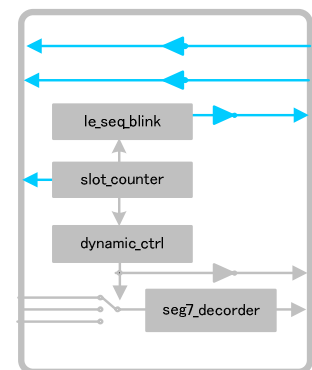 le_seq_blink
slot_counter
dynamic_ctrl
seg7_decorder